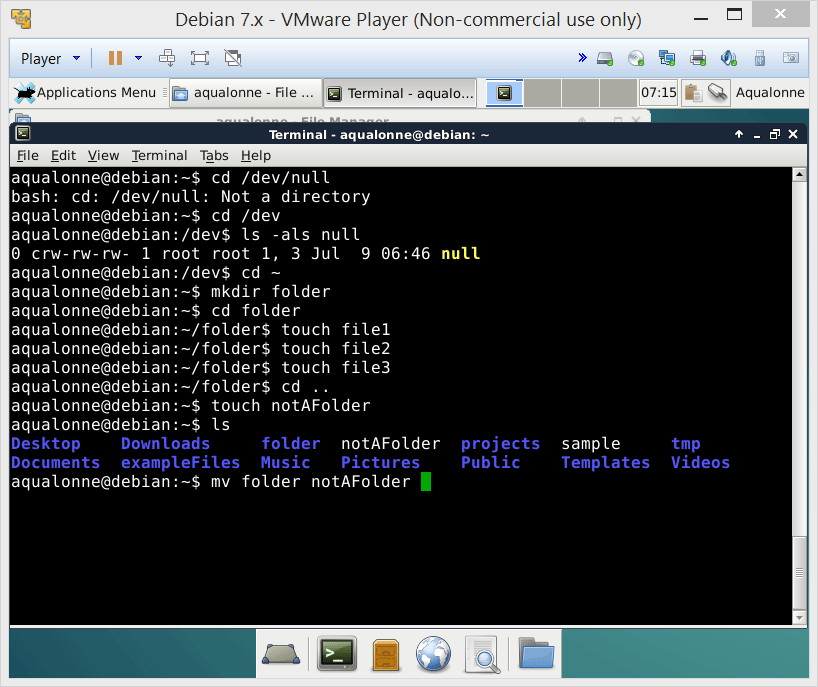 Debian 7.x - VMware Player (Non-commercial use only)
Player
Applications Menu aqualonne - File ... Terminal - aqualo... 07:15 Aqualonne
aqualonne - File Manager
Terminal - aqualonne@debian: ~
File Edit View Terminal Tabs Help
aqualonne@debian:~$ cd /dev/null
bash: cd: /dev/null: Not a directory
aqualonne@debian:~$ cd /dev
aqualonne@debian:/dev$ ls -als null
0 crw-rw-rw- 1 root root 1, 3 Jul  9 06:46 null
aqualonne@debian:/dev$ cd ~
aqualonne@debian:~$ mkdir folder
aqualonne@debian:~$ cd folder
aqualonne@debian:~/folder$ touch file1
aqualonne@debian:~/folder$ touch file2
aqualonne@debian:~/folder$ touch file3
aqualonne@debian:~/folder$ cd ..
aqualonne@debian:~$ touch notAFolder
aqualonne@debian:~$ ls
Desktop    Downloads     folder  notAFolder  projects  sample     tmp
Documents  exampleFiles  Music   Pictures    Public    Templates  Videos
aqualonne@debian:~$ mv folder notAFolder